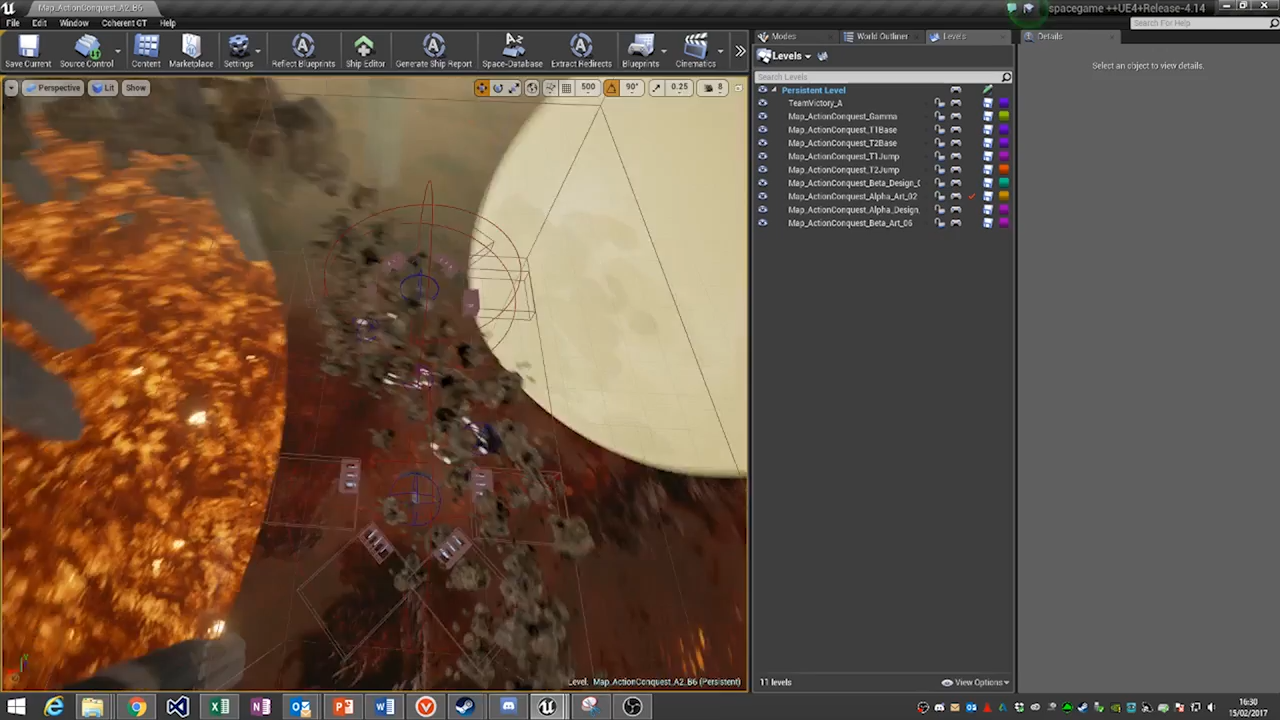 Map_ActionConquest_A2_B6
spacegame ++UE4+Release-4.14
File Edit Window Coherent GT Help
Search For Help
Save Current
Source Control
Content
Marketplace
Settings
Reflect Blueprints
Ship Editor
Generate Ship Report
Space-Database
Extract Redirects
Blueprints
Cinematics
Modes
World Outliner
Levels
Details
Levels
Select an object to view details.
Search Levels
Perspective
Lit
Show
500
90°
0.25
8
Persistent Level
TeamVictory_A
Map_ActionConquest_Gamma
Map_ActionConquest_T1Base
Map_ActionConquest_T2Base
Map_ActionConquest_T1Jump
Map_ActionConquest_T2Jump
Map_ActionConquest_Beta_Design_
Map_ActionConquest_Alpha_Art_02
Map_ActionConquest_Alpha_Design_
Map_ActionConquest_Beta_Art_06
Level: Map_ActionConquest_A2_B6 (Persistent)
11 levels
View Options
16:30
15/02/2017